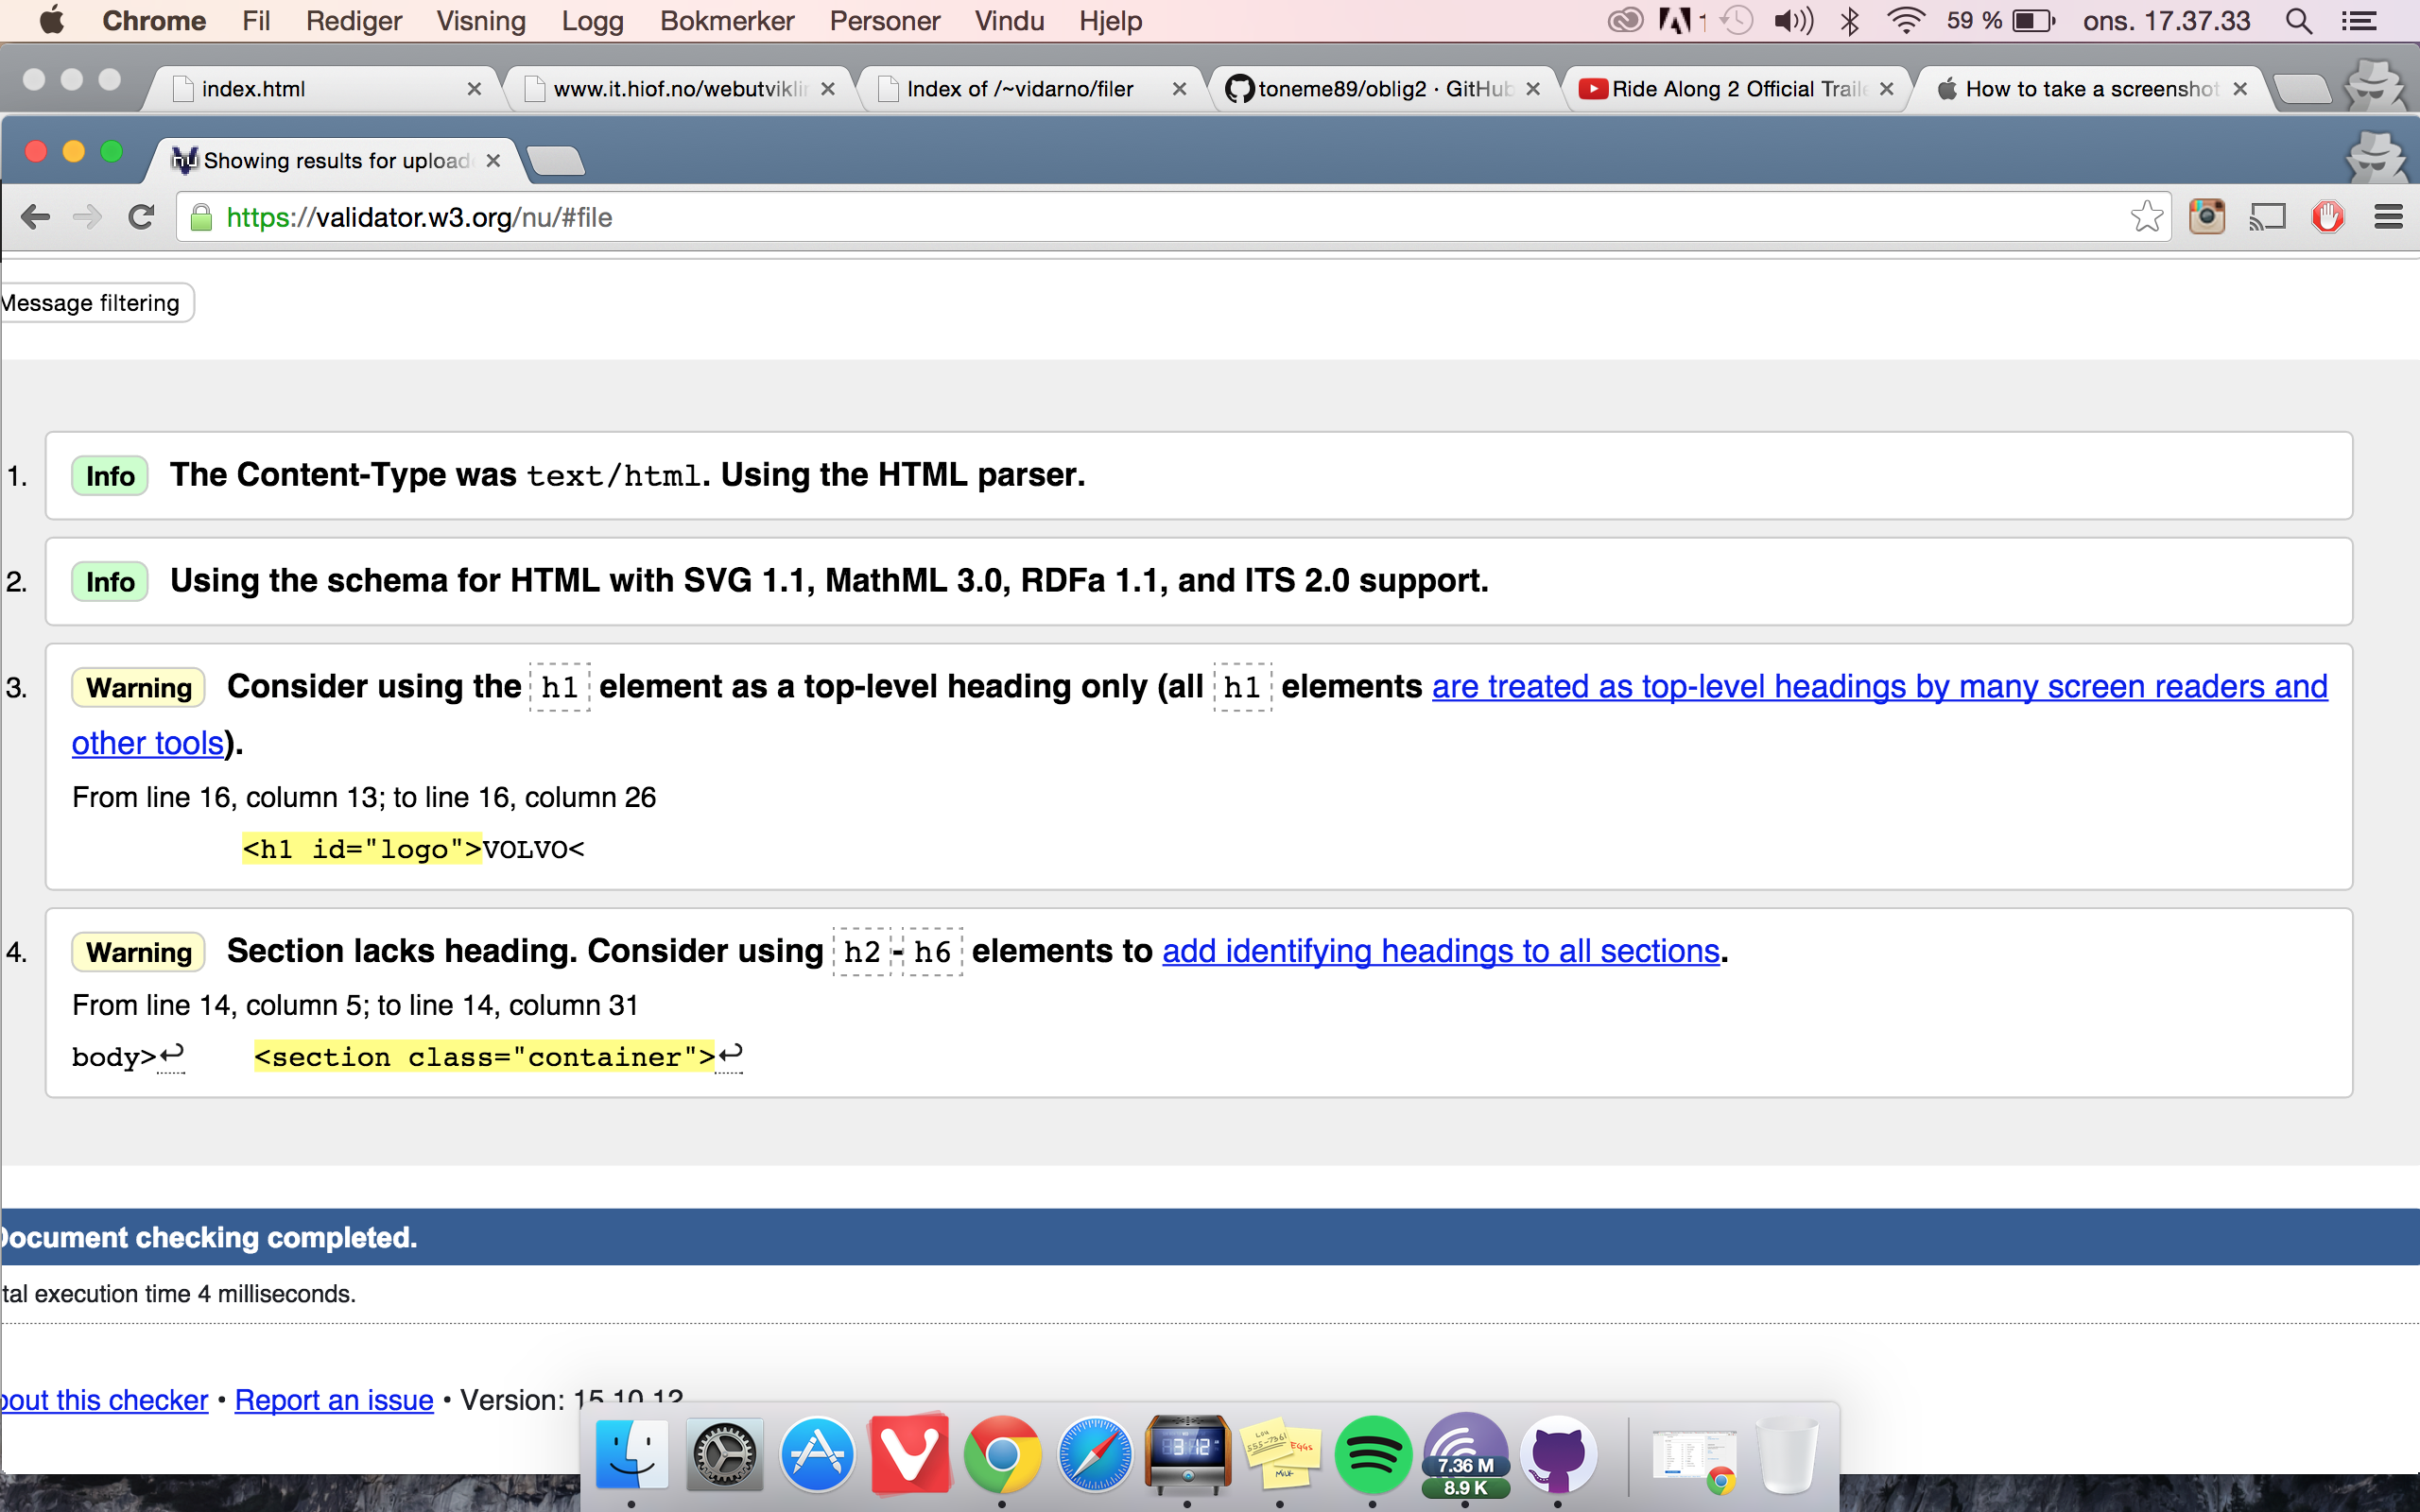 Chrome Fil Rediger Visning Logg Bokmerker Personer Vindu Hjelp 59 % ons. 17.37.33
index.html www.it.hiof.no/webutviklin Index of /~vidarno/filer toneme89/oblig2 · GitHub Ride Along 2 Official Traile How to take a screenshot
Showing results for upload
https://validator.w3.org/nu/#file
Message filtering
1. Info The Content-Type was text/html. Using the HTML parser.
2. Info Using the schema for HTML with SVG 1.1, MathML 3.0, RDFa 1.1, and ITS 2.0 support.
3. Warning Consider using the h1 element as a top-level heading only (all h1 elements are treated as top-level headings by many screen readers and
other tools).
From line 16, column 13; to line 16, column 26
<h1 id="logo">VOLVO<
4. Warning Section lacks heading. Consider using h2-h6 elements to add identifying headings to all sections.
From line 14, column 5; to line 14, column 31
body>↩ <section class="container">↩
Document checking completed.
tal execution time 4 milliseconds.
bout this checker • Report an issue • Version: 15.10.12
7.36 M
8.9 K